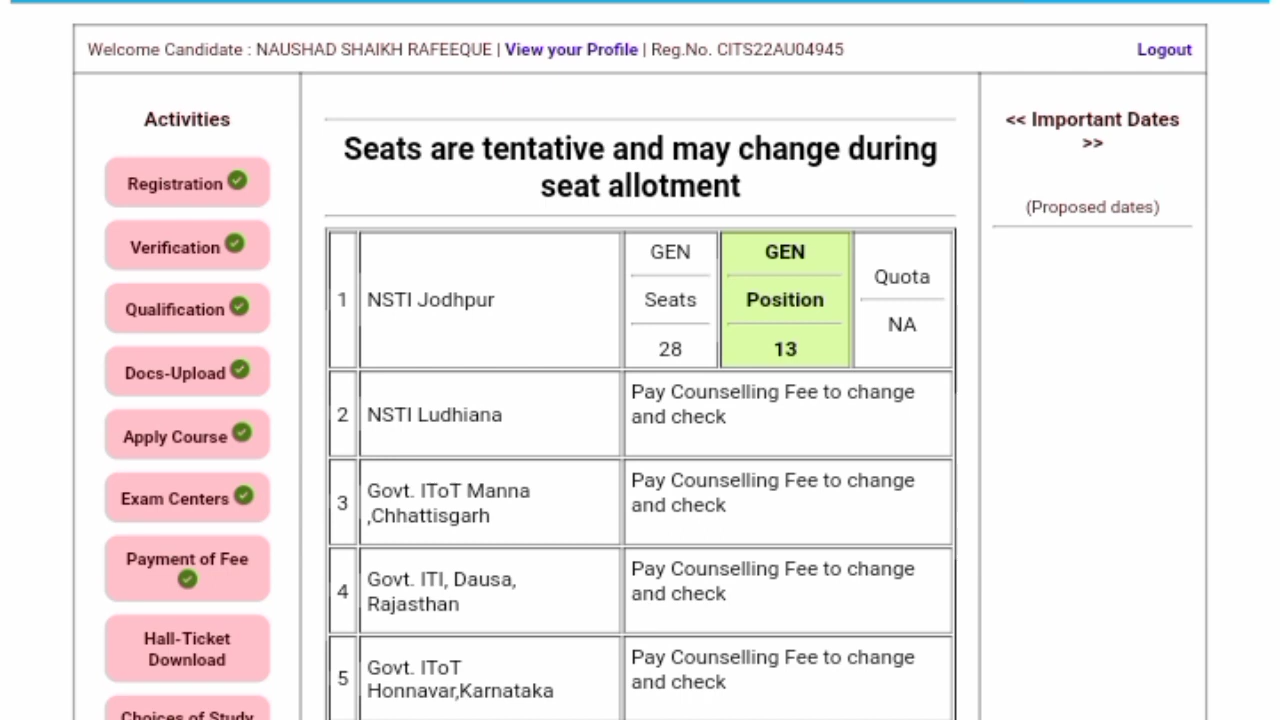 Welcome Candidate : NAUSHAD SHAIKH RAFEEQUE | View your Profile | Reg.No. CITS22AU04945
Logout
Activities
Registration
Verification
Qualification
Docs-Upload
Apply Course
Exam Centers
Payment of Fee
Hall-Ticket
Download
Choices of Study
Seats are tentative and may change during
seat allotment
1
NSTI Jodhpur
GEN
Seats
28
GEN
Position
13
Quota
NA
2
NSTI Ludhiana
Pay Counselling Fee to change
and check
3
Govt. IToT Manna
,Chhattisgarh
Pay Counselling Fee to change
and check
4
Govt. ITI, Dausa,
Rajasthan
Pay Counselling Fee to change
and check
5
Govt. IToT
Honnavar,Karnataka
Pay Counselling Fee to change
and check
<< Important Dates
>>
(Proposed dates)